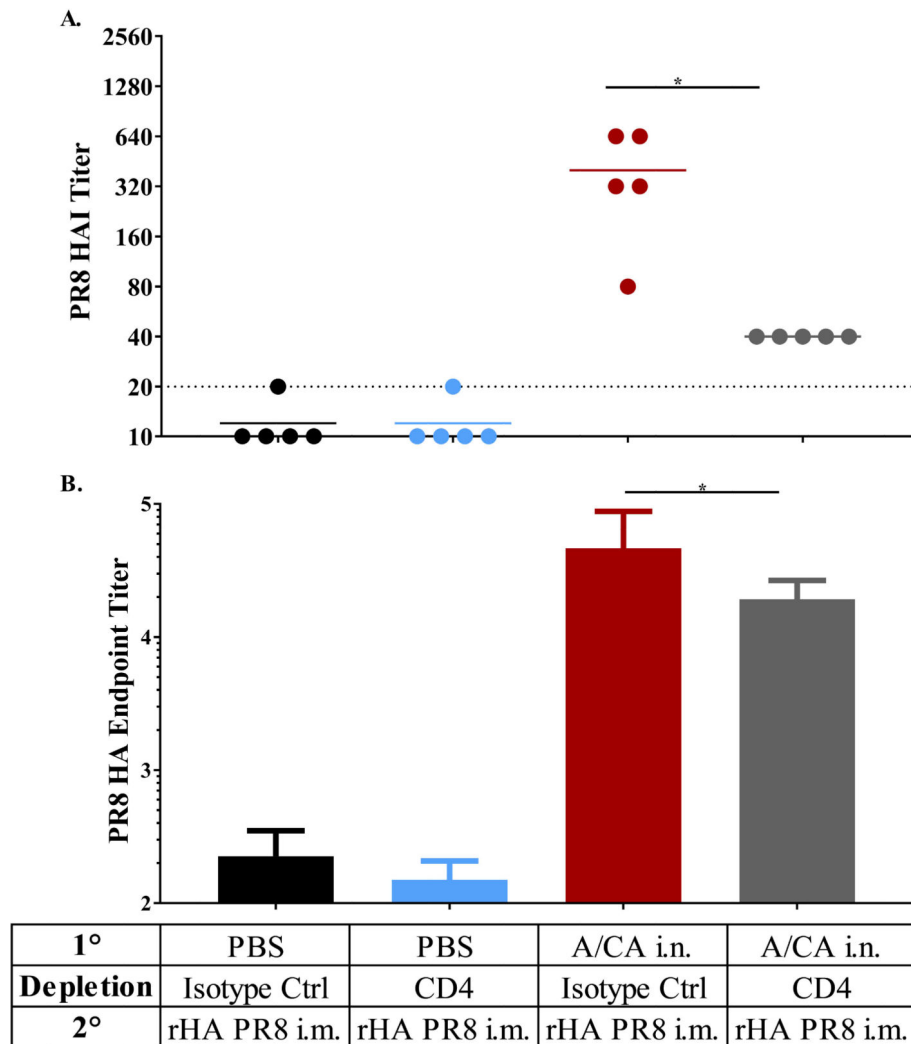 A.
PR8 HAI Titer
2560
1280
640
320
160
80
40
20
10
*
B.
PR8 HA Endpoint Titer
5
4
3
2
*
1° PBS PBS A/CA i.n. A/CA i.n.
Depletion Isotype Ctrl CD4 Isotype Ctrl CD4
2° rHA PR8 i.m. rHA PR8 i.m. rHA PR8 i.m. rHA PR8 i.m.